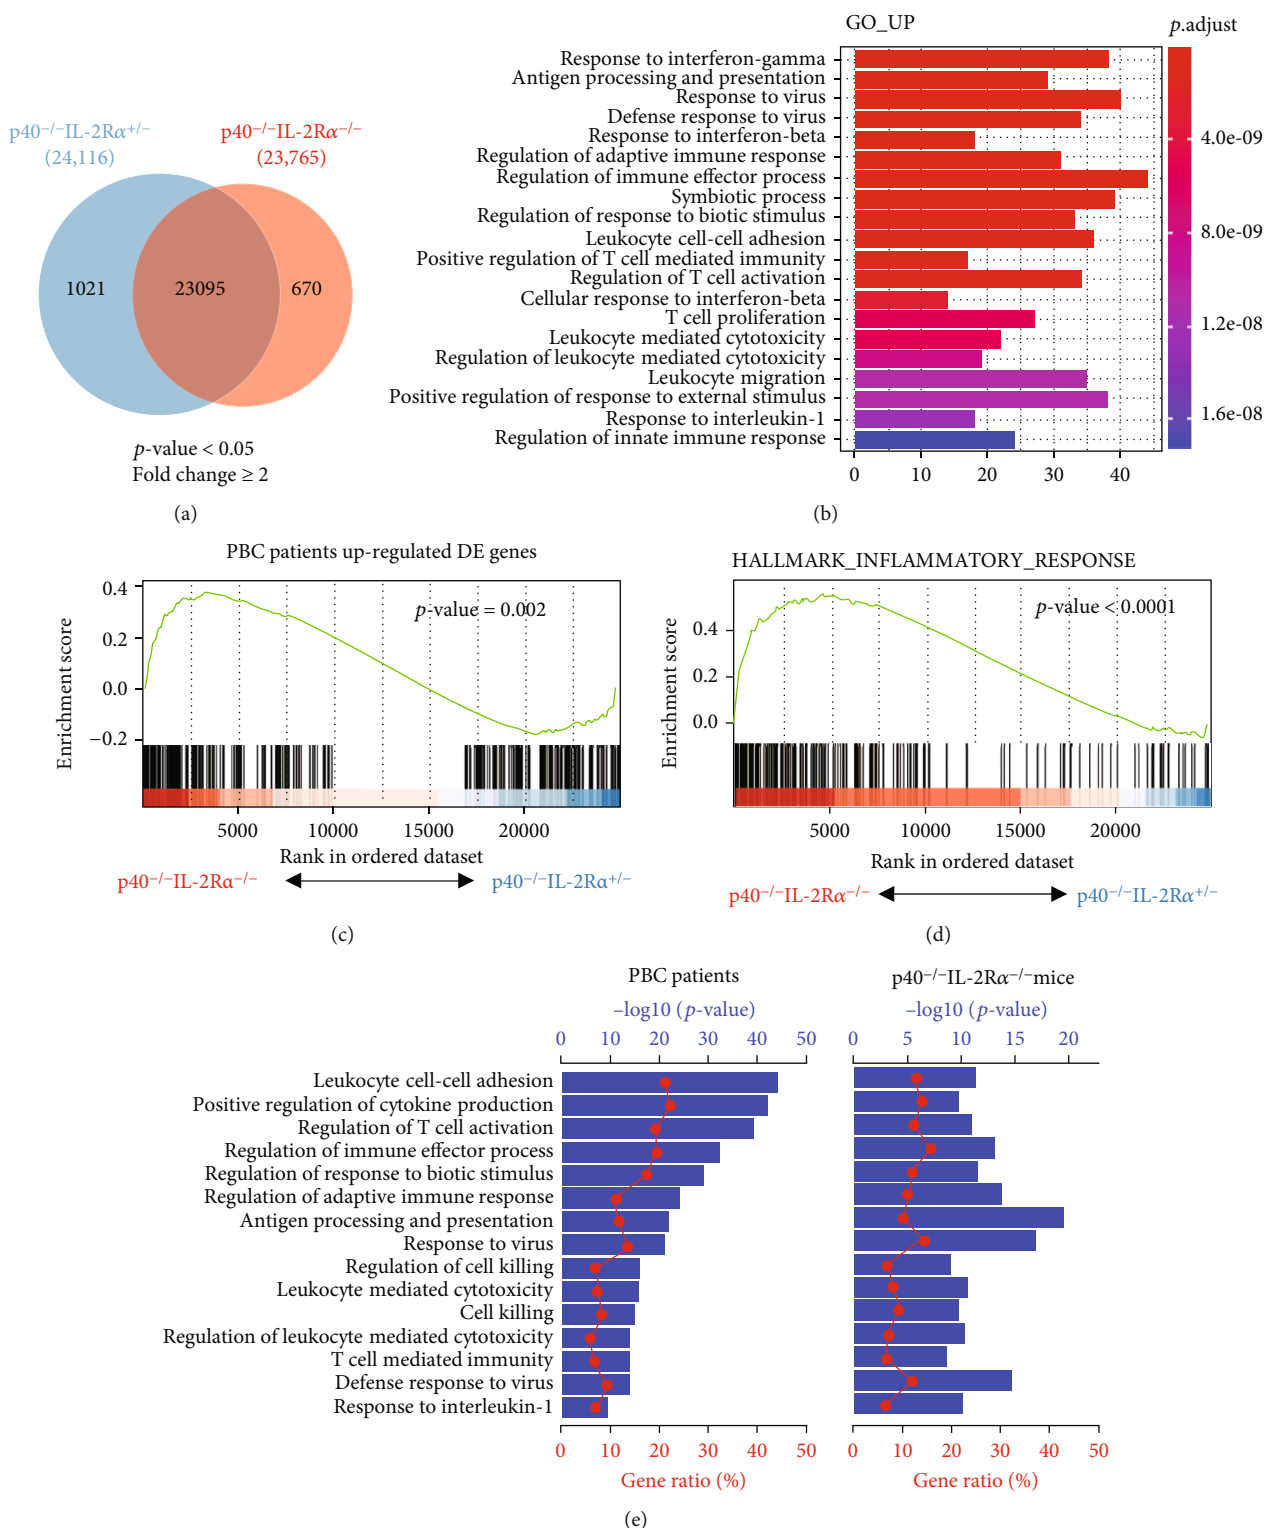 p40−/−IL-2Rα+/−
(24,116)
p40−/−IL-2Rα−/−
(23,765)
1021
23095
670
p-value < 0.05
Fold change ≥ 2
(a)
GO_UP
p.adjust
Response to interferon-gamma
Antigen processing and presentation
Response to virus
Defense response to virus
Response to interferon-beta
Regulation of adaptive immune response
Regulation of immune effector process
Symbiotic process
Regulation of response to biotic stimulus
Leukocyte cell-cell adhesion
Positive regulation of T cell mediated immunity
Regulation of T cell activation
Cellular response to interferon-beta
T cell proliferation
Leukocyte mediated cytotoxicity
Regulation of leukocyte mediated cytotoxicity
Leukocyte migration
Positive regulation of response to external stimulus
Response to interleukin-1
Regulation of innate immune response
0 10 20 30 40
4.0e-09
8.0e-09
1.2e-08
1.6e-08
(b)
PBC patients up-regulated DE genes
p-value = 0.002
Enrichment score
0.4
0.2
0.0
−0.2
5000 10000 15000 20000
Rank in ordered dataset
p40−/−IL-2Rα−/− p40−/−IL-2Rα+/−
(c)
HALLMARK_INFLAMMATORY_RESPONSE
p-value < 0.0001
Enrichment score
0.4
0.2
0.0
5000 10000 15000 20000
Rank in ordered dataset
p40−/−IL-2Rα−/− p40−/−IL-2Rα+/−
(d)
PBC patients
−log10 (p-value)
0 10 20 30 40 50
p40−/−IL-2Rα−/−mice
−log10 (p-value)
0 5 10 15 20
Leukocyte cell-cell adhesion
Positive regulation of cytokine production
Regulation of T cell activation
Regulation of immune effector process
Regulation of response to biotic stimulus
Regulation of adaptive immune response
Antigen processing and presentation
Response to virus
Regulation of cell killing
Leukocyte mediated cytotoxicity
Cell killing
Regulation of leukocyte mediated cytotoxicity
T cell mediated immunity
Defense response to virus
Response to interleukin-1
0 10 20 30 40 50
Gene ratio (%)
0 10 20 30 40 50
Gene ratio (%)
(e)